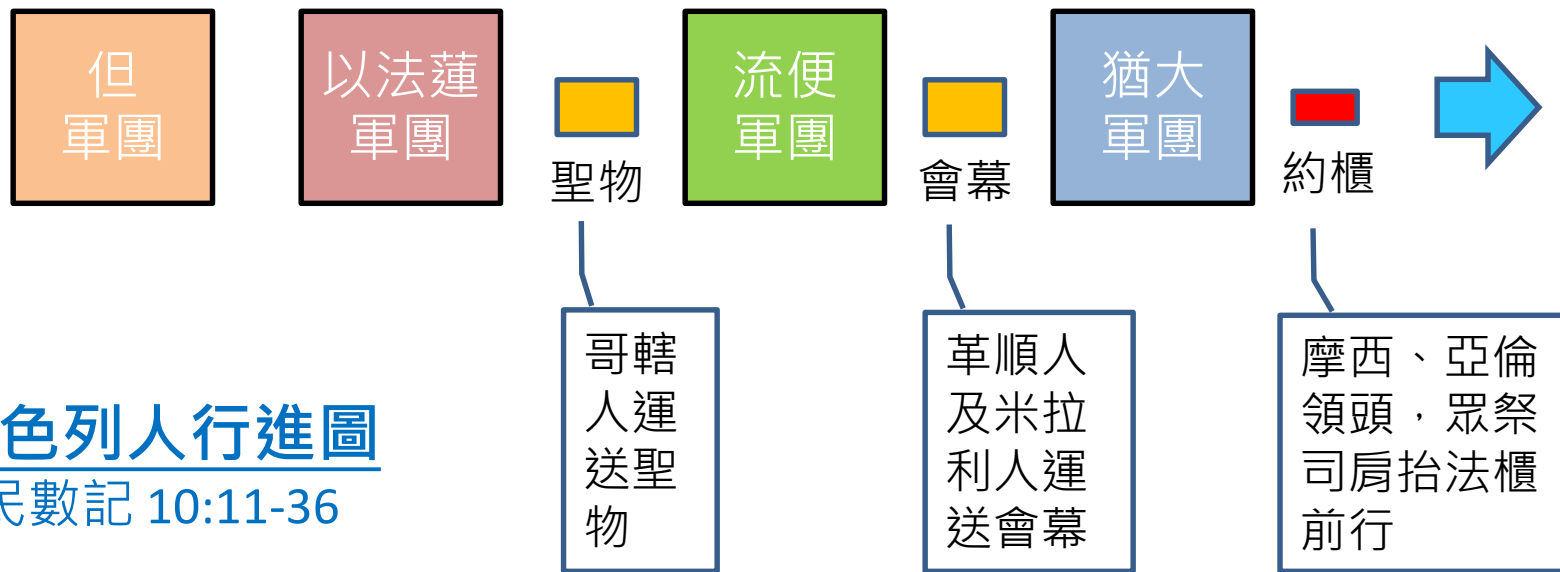 但
軍團
以法蓮
軍團
流便
軍團
猶大
軍團
聖物
會幕
約櫃
哥轄
人運
送聖
物
革順人
及米拉
利人運
送會幕
摩西、亞倫
領頭，眾祭
司肩抬法櫃
前行
色列人行進圖
民數記 10:11-36